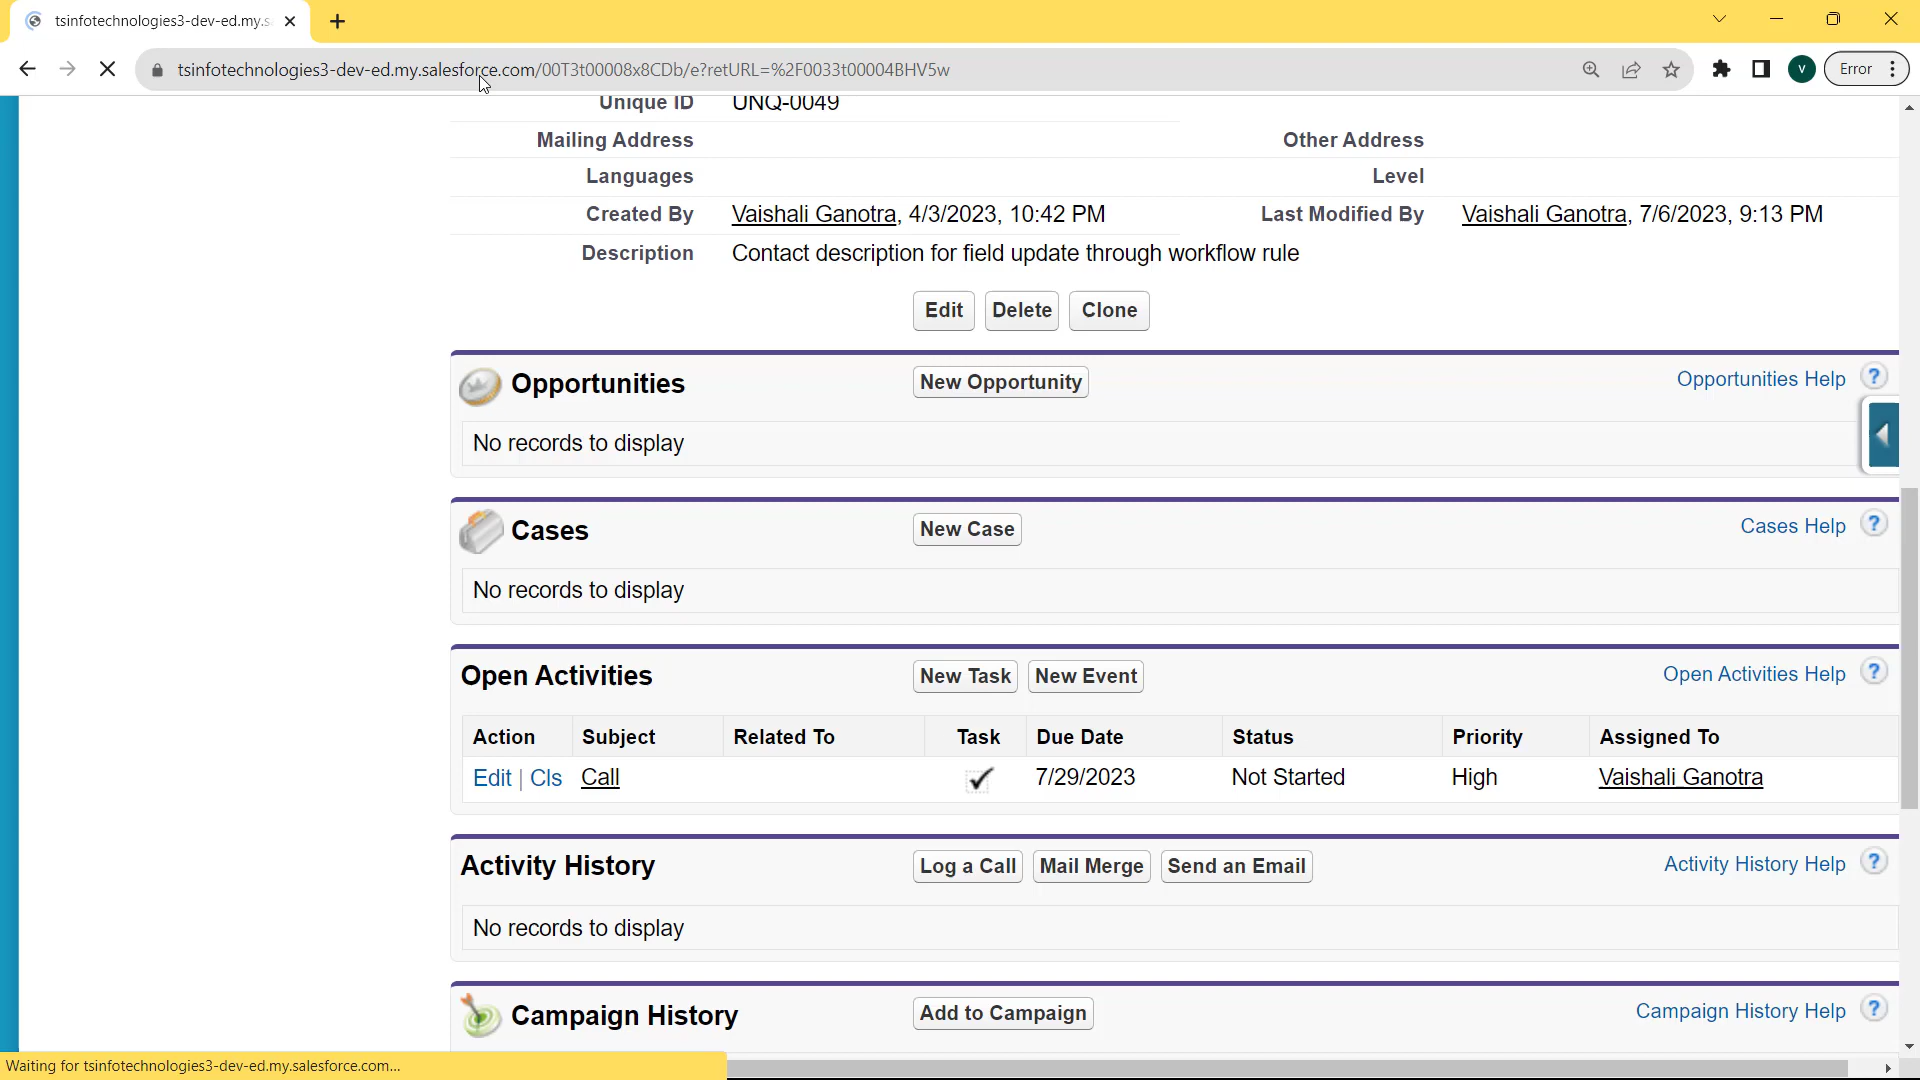 tsinfotechnologies3-dev-ed.my.s
tsinfotechnologies3-dev-ed.my.salesforce.com/00T3t00008x8CDb/e?retURL=%2F0033t00004BHV5w
V
Error
Unique ID UNQ-0049
Mailing Address Other Address
Languages Level
Created By Vaishali Ganotra, 4/3/2023, 10:42 PM Last Modified By Vaishali Ganotra, 7/6/2023, 9:13 PM
Description Contact description for field update through workflow rule
Edit Delete Clone
Opportunities New Opportunity Opportunities Help ?
No records to display
Cases New Case Cases Help ?
No records to display
Open Activities New Task New Event Open Activities Help ?
Action Subject Related To Task Due Date Status Priority Assigned To
Edit | Cls Call 7/29/2023 Not Started High Vaishali Ganotra
Activity History Log a Call Mail Merge Send an Email Activity History Help ?
No records to display
Campaign History Add to Campaign Campaign History Help ?
Waiting for tsinfotechnologies3-dev-ed.my.salesforce.com...